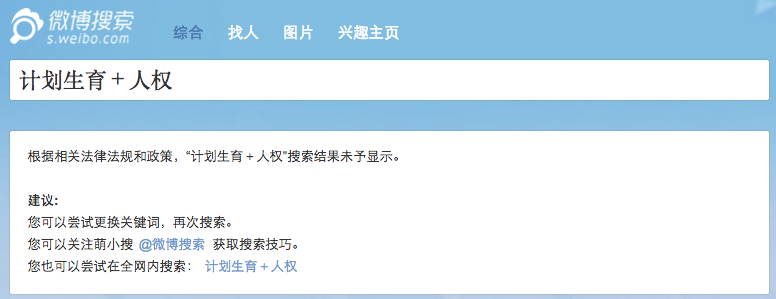 微博搜索
s.weibo.com
综合 找人 图片 兴趣主页
计划生育+人权
根据相关法律法规和政策，“计划生育+人权”搜索结果未予显示。
建议:
您可以尝试更换关键词，再次搜索。
您可以关注萌小搜 @微博搜索 获取搜索技巧。
您也可以尝试在全网内搜索： 计划生育+人权